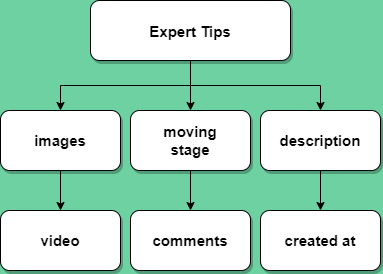 Expert Tips
images
moving
stage
description
video
comments
created at